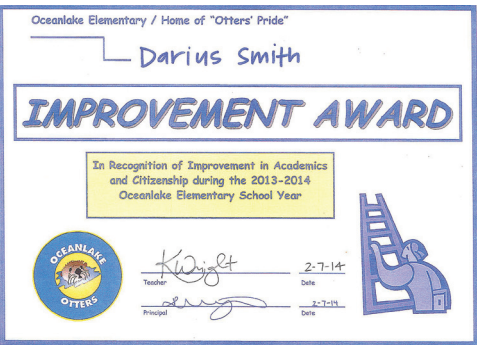 Oceanlake Elementary / Home of "Otters' Pride"
Darius Smith
IMPROVEMENT AWARD
In Recognition of Improvement in Academics
and Citizenship during the 2013-2014
Oceanlake Elementary School Year
OCEANLAKE
OTTERS
KWright 2-7-14
Teacher Date
2-7-14
Principal Date